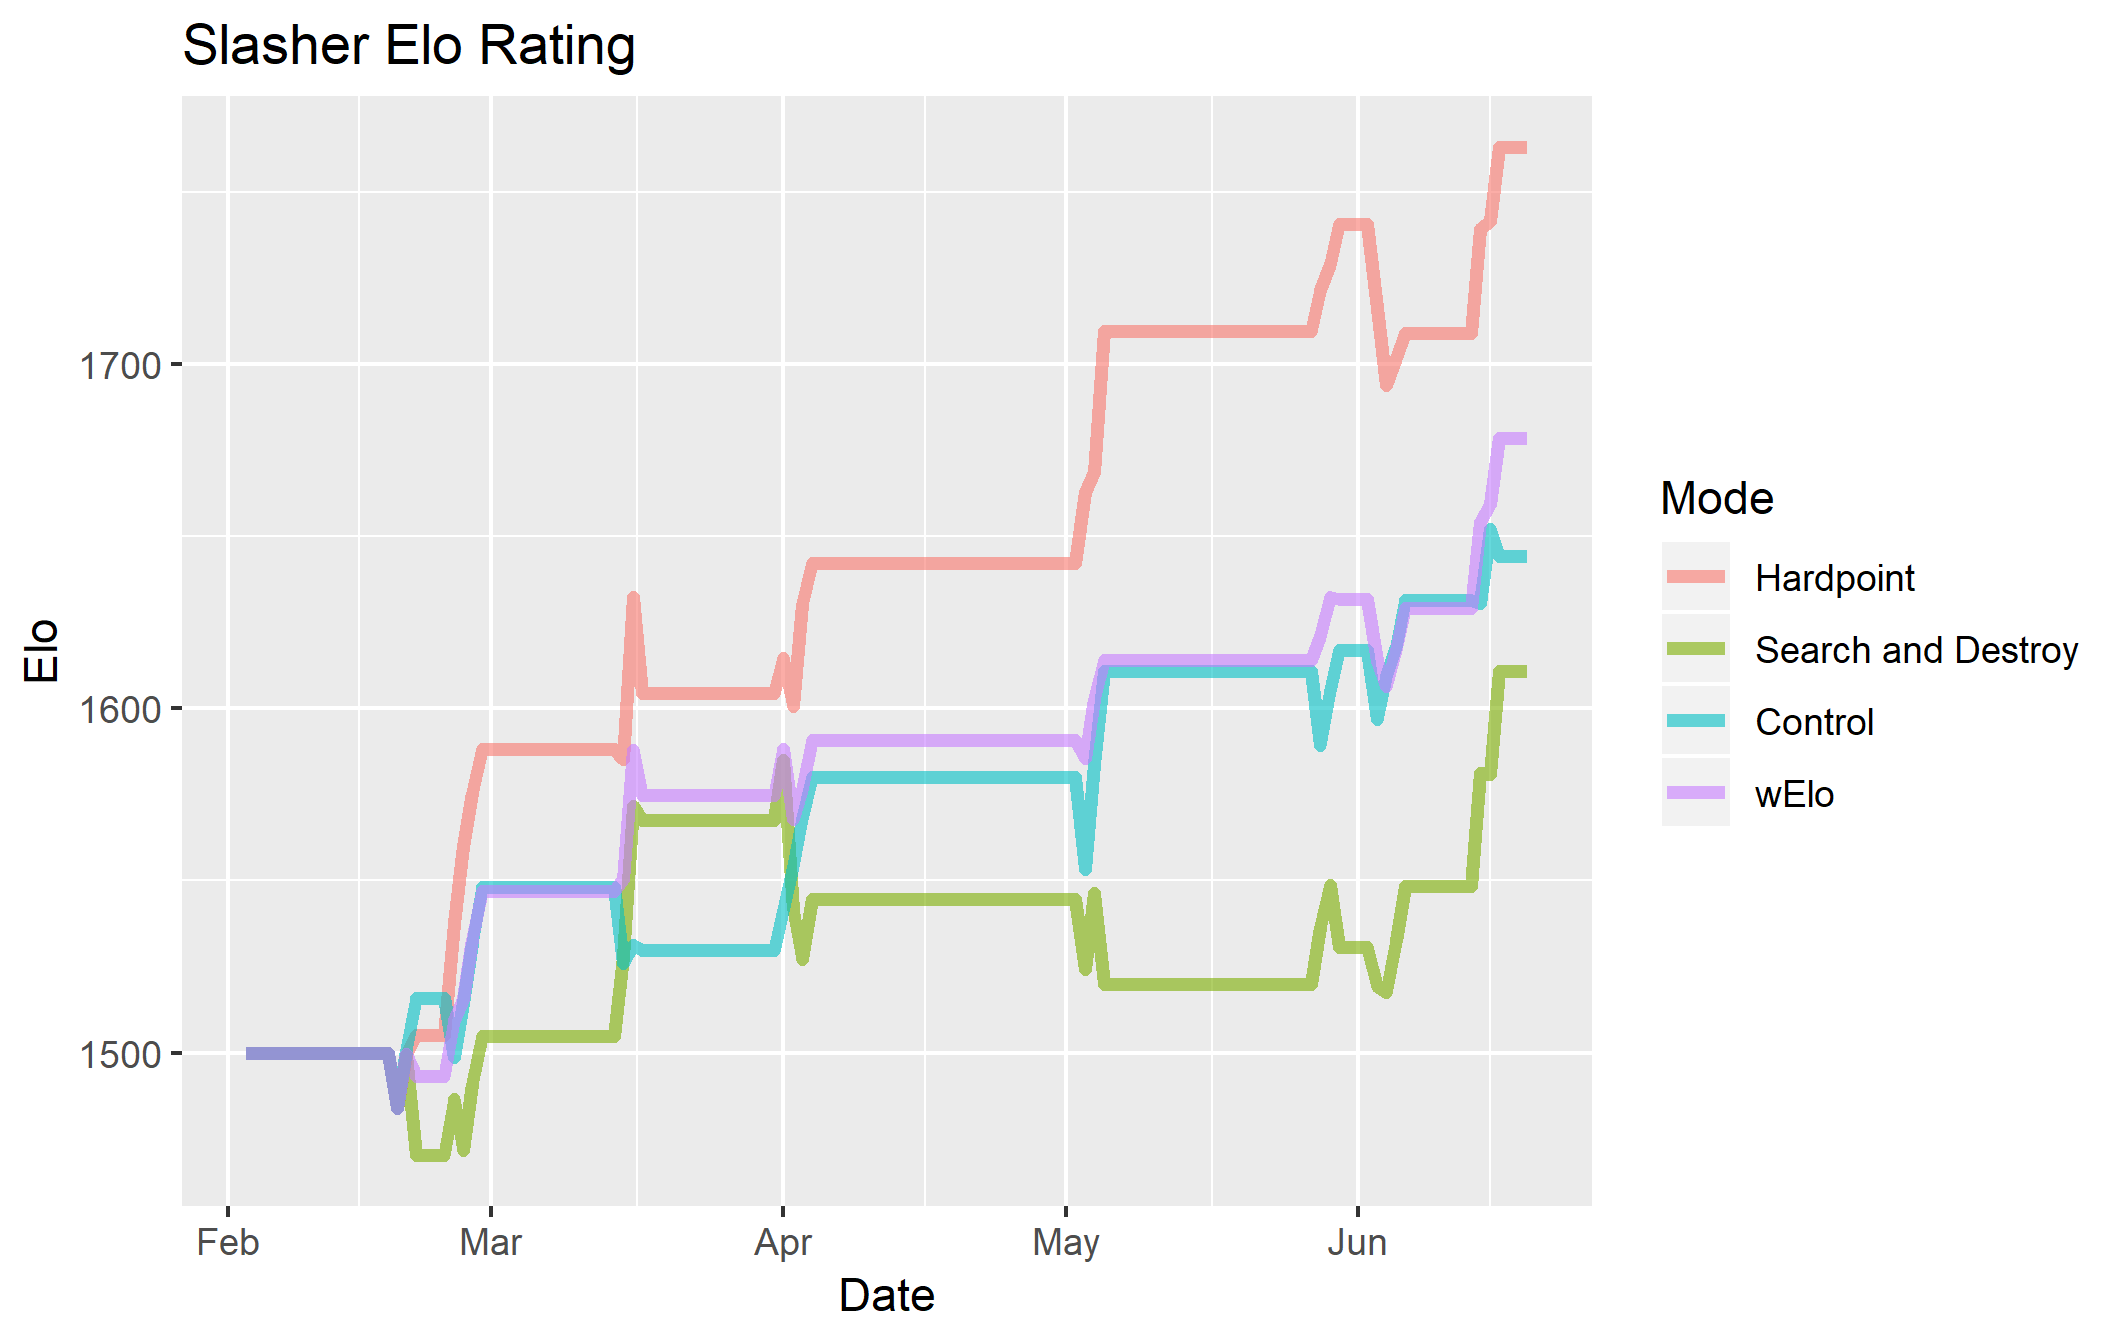 Slasher Elo Rating
Elo
1700
1600
1500
Feb Mar Apr May Jun
Date
Mode
Hardpoint
Search and Destroy
Control
wElo